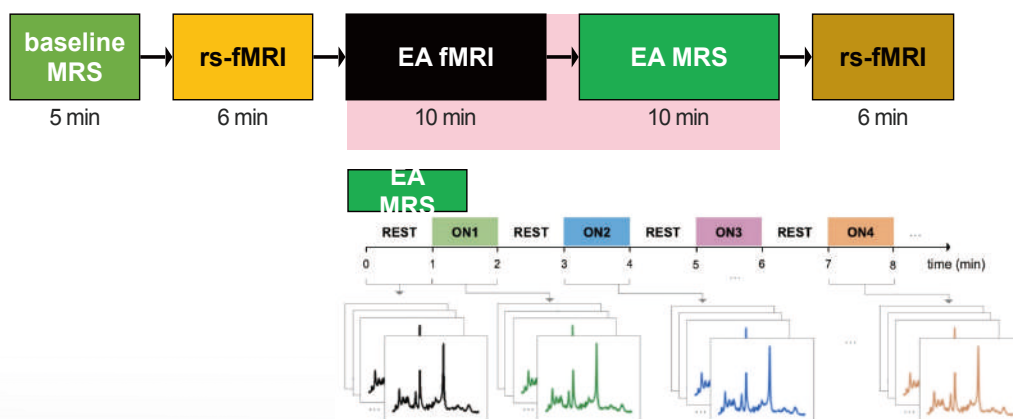 baseline
MRS
rs-fMRI
EA fMRI
EA MRS
rs-fMRI
5 min
6 min
10 min
10 min
6 min
EA
MRS
REST
ON1
REST
ON2
REST
ON3
REST
ON4
...
0
1
2
3
4
5
6
7
8
time (min)
...
...
...
...
...
...